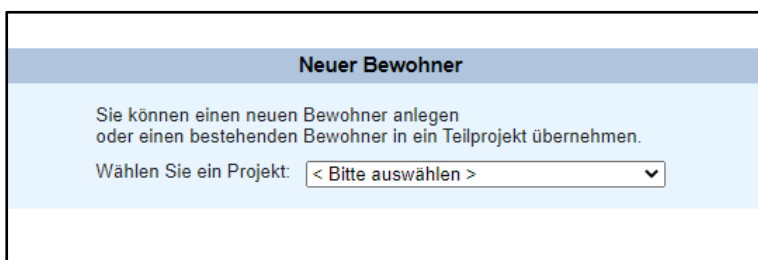 Neuer Bewohner
Sie können einen neuen Bewohner anlegen
oder einen bestehenden Bewohner in ein Teilprojekt übernehmen.
Wählen Sie ein Projekt: < Bitte auswählen >